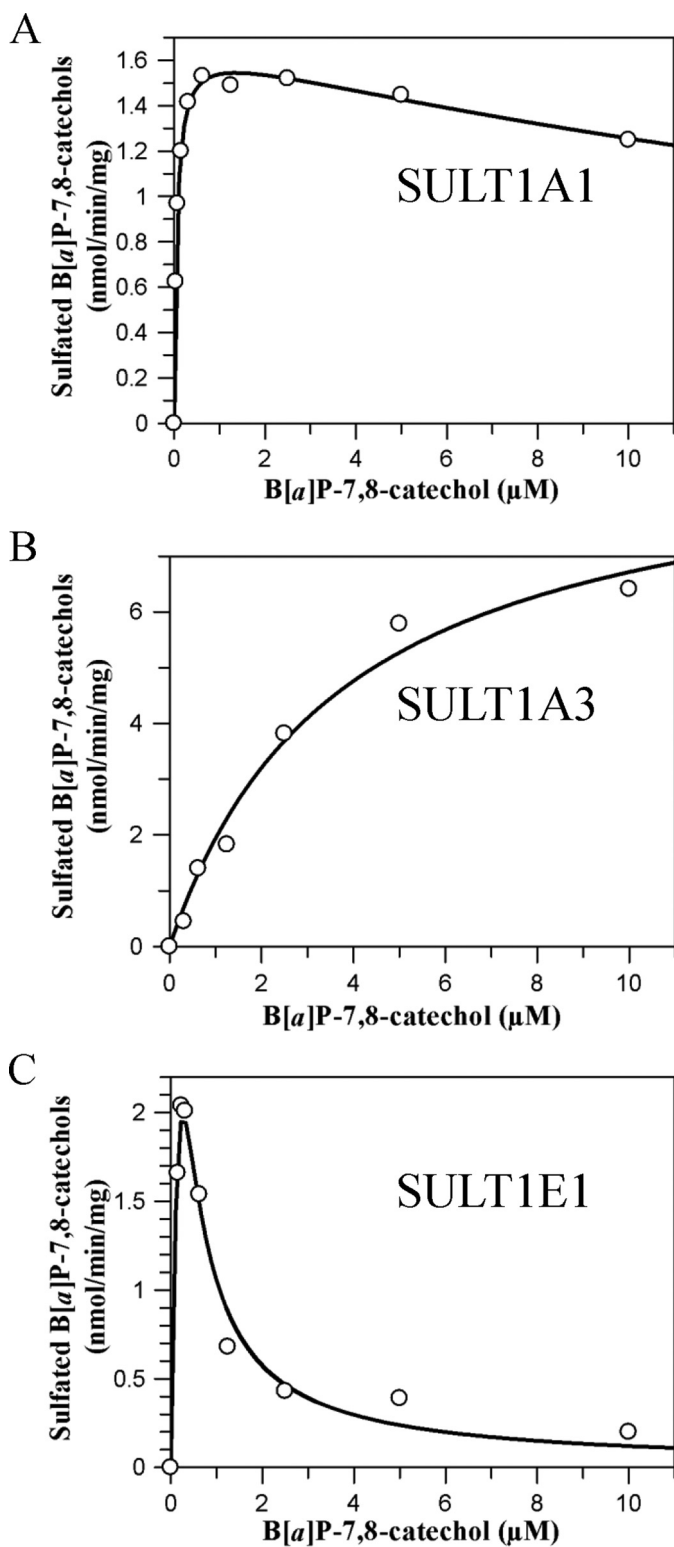 A
Sulfated B[a]P-7,8-catechols
(nmol/min/mg)
1.6
1.4
1.2
1
0.8
0.6
0.4
0.2
0
SULT1A1
0 2 4 6 8 10
B[a]P-7,8-catechol (µM)
B
Sulfated B[a]P-7,8-catechols
(nmol/min/mg)
6
4
2
0
SULT1A3
0 2 4 6 8 10
B[a]P-7,8-catechol (µM)
C
Sulfated B[a]P-7,8-catechols
(nmol/min/mg)
2
1.5
1
0.5
0
SULT1E1
0 2 4 6 8 10
B[a]P-7,8-catechol (µM)